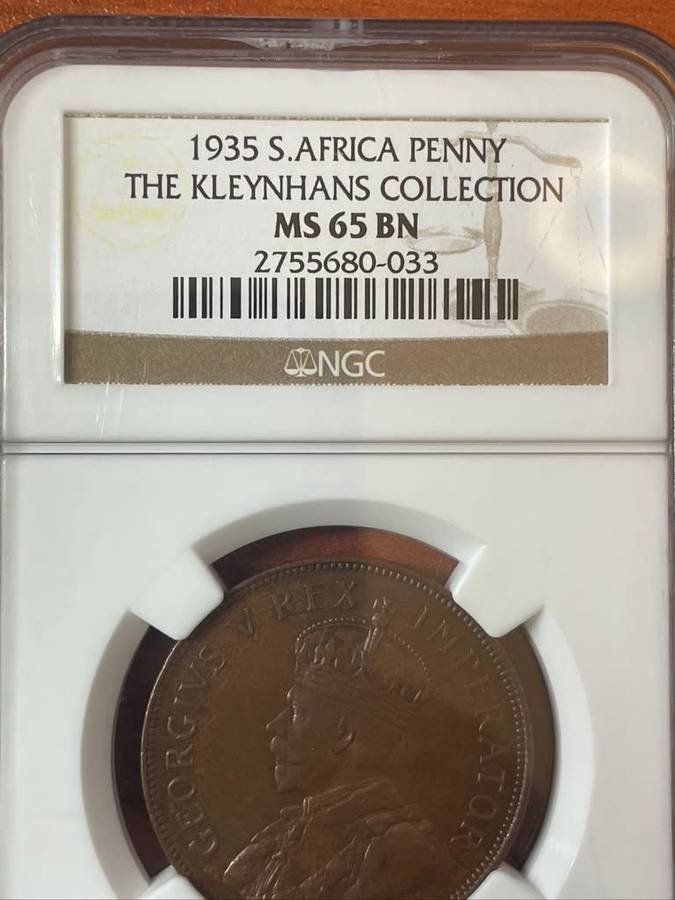 1935 S.AFRICA PENNY
THE KLEYNHANS COLLECTION
MS 65 BN
2755680-033
NGC
GEORGIVS V REX IMPERATOR